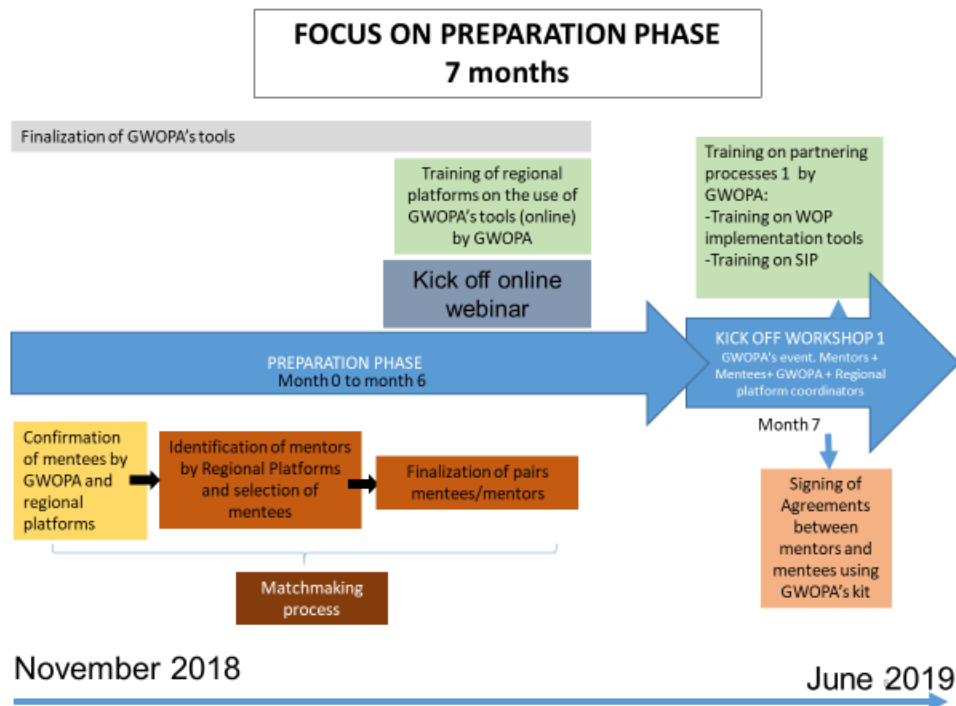 FOCUS ON PREPARATION PHASE
7 months
Finalization of GWOPA's tools
Training of regional
platforms on the use of
GWOPA's tools (online)
by GWOPA
Kick off online
webinar
Training on partnering
processes 1 by
GWOPA:
-Training on WOP
implementation tools
-Training on SIP
PREPARATION PHASE
Month 0 to month 6
KICK OFF WORKSHOP 1
GWOPA's event. Mentors +
Mentees+ GWOPA + Regional
platform coordinators
Month 7
Confirmation
of mentees by
GWOPA and
regional
platforms
Identification of mentors
by Regional Platforms
and selection of
mentees
Finalization of pairs
mentees/mentors
Matchmaking
process
Signing of
Agreements
between
mentors and
mentees using
GWOPA's kit
November 2018
June 2019